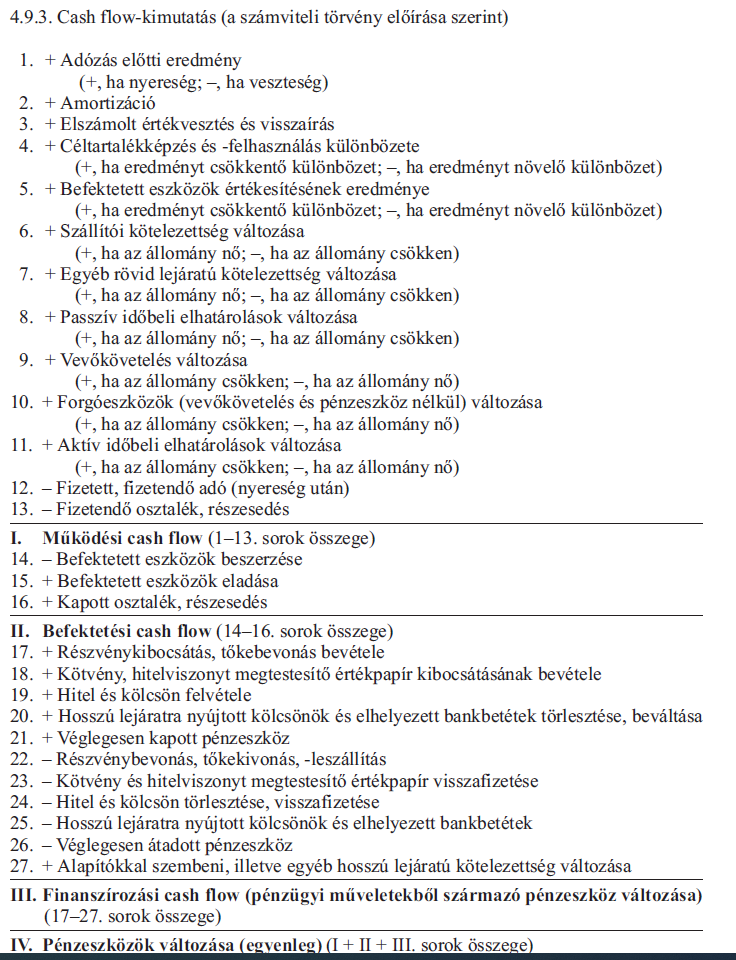 4.9.3. Cash flow-kimutatás (a számviteli törvény előírása szerint)
1. + Adózás előtti eredmény
(+, ha nyereség; –, ha veszteség)
2. + Amortizáció
3. + Elszámolt értékvesztés és visszaírás
4. + Céltartalékképzés és -felhasználás különbözete
(+, ha eredményt csökkentő különbözet; –, ha eredményt növelő különbözet)
5. + Befektetett eszközök értékesítésének eredménye
(+, ha eredményt csökkentő különbözet; –, ha eredményt növelő különbözet)
6. + Szállítói kötelezettség változása
(+, ha az állomány nő; –, ha az állomány csökken)
7. + Egyéb rövid lejáratú kötelezettség változása
(+, ha az állomány nő; –, ha az állomány csökken)
8. + Passzív időbeli elhatárolások változása
(+, ha az állomány nő; –, ha az állomány csökken)
9. + Vevőkövetelés változása
(+, ha az állomány csökken; –, ha az állomány nő)
10. + Forgóeszközök (vevőkövetelés és pénzeszköz nélkül) változása
(+, ha az állomány csökken; –, ha az állomány nő)
11. + Aktív időbeli elhatárolások változása
(+, ha az állomány csökken; –, ha az állomány nő)
12. – Fizetett, fizetendő adó (nyereség után)
13. – Fizetendő osztalék, részesedés
I. Működési cash flow (1–13. sorok összege)
14. – Befektetett eszközök beszerzése
15. + Befektetett eszközök eladása
16. + Kapott osztalék, részesedés
II. Befektetési cash flow (14–16. sorok összege)
17. + Részvénykibocsátás, tőkebevonás bevétele
18. + Kötvény, hitelviszonyt megtestesítő értékpapír kibocsátásának bevétele
19. + Hitel és kölcsön felvétele
20. + Hosszú lejáratra nyújtott kölcsönök és elhelyezett bankbetétek törlesztése, beváltása
21. + Véglegesen kapott pénzeszköz
22. – Részvénybevonás, tőkekivonás, -leszállítás
23. – Kötvény és hitelviszonyt megtestesítő értékpapír visszafizetése
24. – Hitel és kölcsön törlesztése, visszafizetése
25. – Hosszú lejáratra nyújtott kölcsönök és elhelyezett bankbetétek
26. – Véglegesen átadott pénzeszköz
27. + Alapítókkal szembeni, illetve egyéb hosszú lejáratú kötelezettség változása
III. Finanszírozási cash flow (pénzügyi műveletekből származó pénzeszköz változása)
(17–27. sorok összege)
IV. Pénzeszközök változása (egyenleg) (I + II + III. sorok összege)